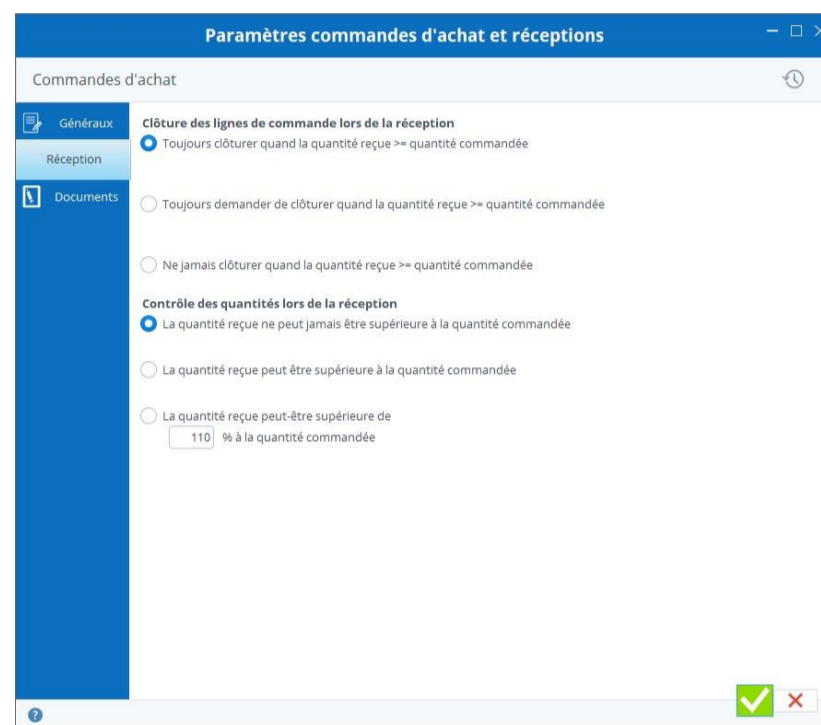 Paramètres commandes d'achat et réceptions
Commandes d'achat
Généraux
Réception
Documents
Clôture des lignes de commande lors de la réception
Toujours clôturer quand la quantité reçue >= quantité commandée
Toujours demander de clôturer quand la quantité reçue >= quantité commandée
Ne jamais clôturer quand la quantité reçue >= quantité commandée
Contrôle des quantités lors de la réception
La quantité reçue ne peut jamais être supérieure à la quantité commandée
La quantité reçue peut être supérieure à la quantité commandée
La quantité reçue peut-être supérieure de
110 % à la quantité commandée